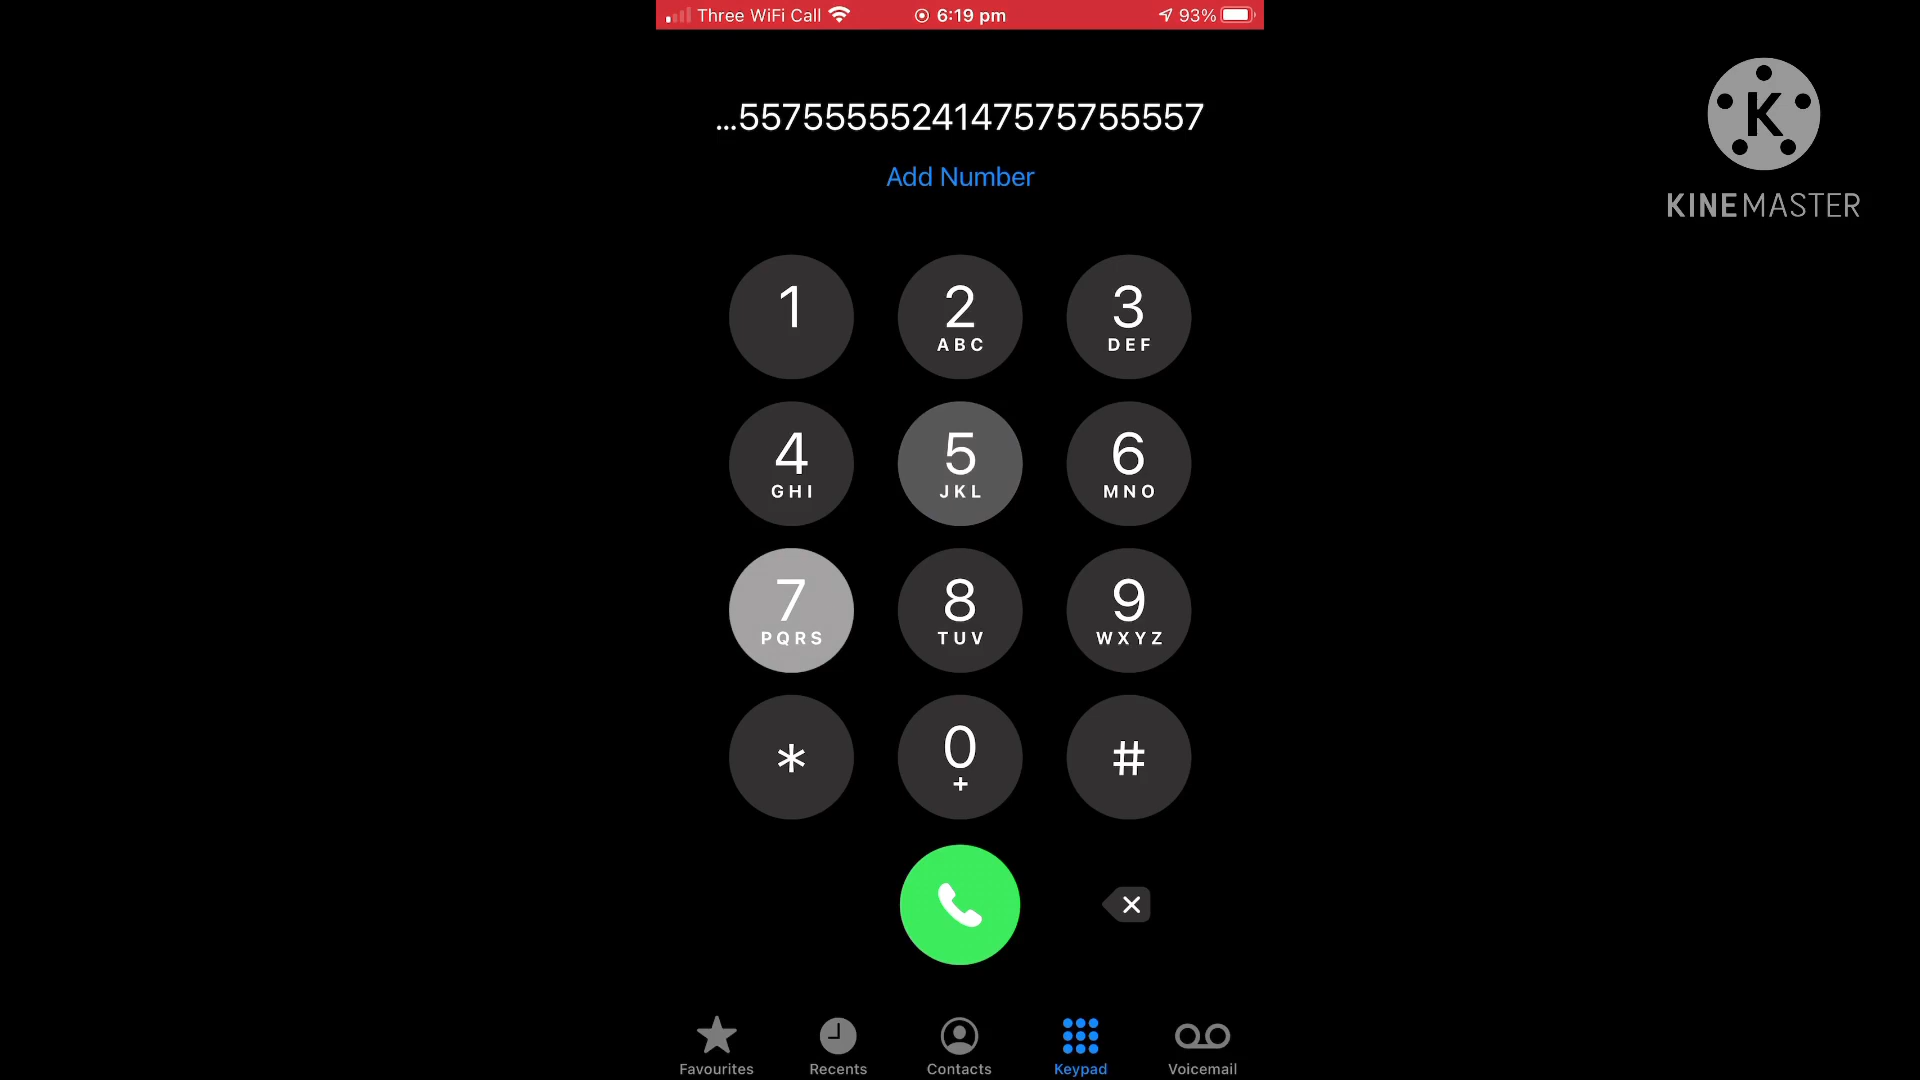 Three WiFi Call 6:19 pm 93%
K
KINEMASTER
...5575555524147575755557
Add Number
1 2 3
ABC DEF
4 5 6
GHI JKL MNO
7 8 9
PQRS TUV WXYZ
* 0 #
+
Favourites Recents Contacts Keypad Voicemail